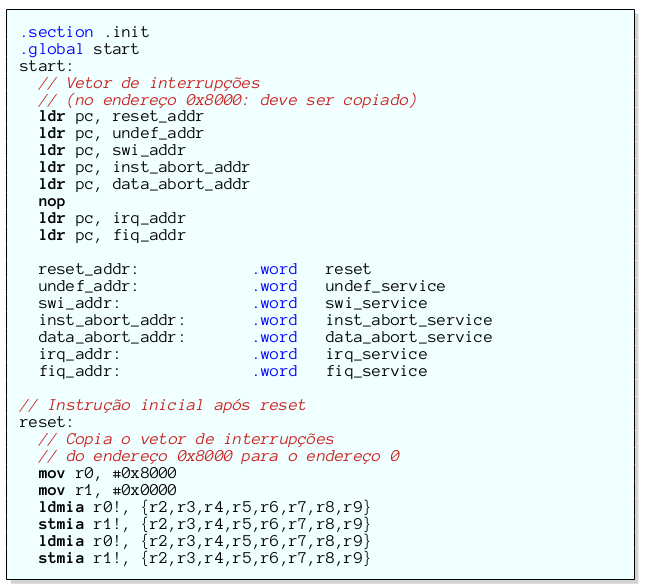 .section .init
.global start
start:
// Vetor de interrupções
// (no endereço 0x8000: deve ser copiado)
ldr pc, reset_addr
ldr pc, undef_addr
ldr pc, swi_addr
ldr pc, inst_abort_addr
ldr pc, data_abort_addr
nop
ldr pc, irq_addr
ldr pc, fiq_addr
reset_addr: .word reset
undef_addr: .word undef_service
swi_addr: .word swi_service
inst_abort_addr: .word inst_abort_service
data_abort_addr: .word data_abort_service
irq_addr: .word irq_service
fiq_addr: .word fiq_service
// Instrução inicial após reset
reset:
// Copia o vetor de interrupções
// do endereço 0x8000 para o endereço 0
mov r0, #0x8000
mov r1, #0x0000
ldmia r0!, {r2,r3,r4,r5,r6,r7,r8,r9}
stmia r1!, {r2,r3,r4,r5,r6,r7,r8,r9}
ldmia r0!, {r2,r3,r4,r5,r6,r7,r8,r9}
stmia r1!, {r2,r3,r4,r5,r6,r7,r8,r9}